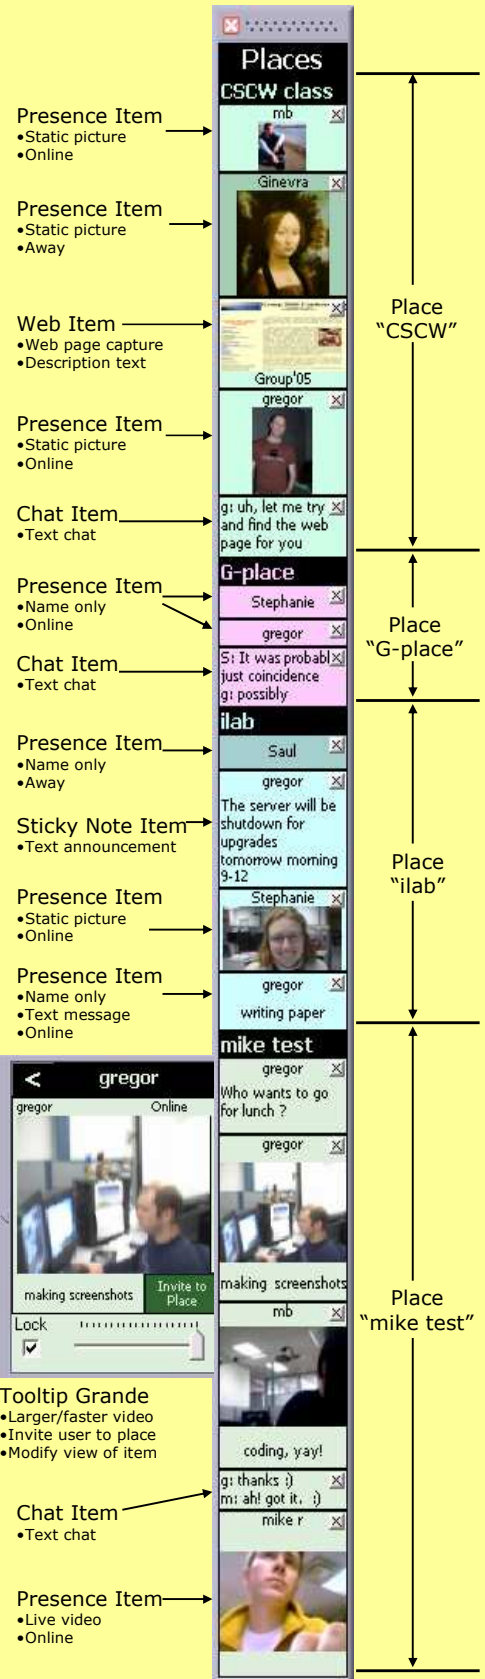 Places
CSCW class
mb
Presence Item
•Static picture
•Online
Ginevra
Presence Item
•Static picture
•Away
Web Item
•Web page capture
•Description text
Group'05
Place
“CSCW”
gregor
Presence Item
•Static picture
•Online
Chat Item
•Text chat
g: uh, let me try
and find the web
page for you
G-place
Presence Item
•Name only
•Online
Stephanie
gregor
Place
“G-place”
Chat Item
•Text chat
S: It was probabl
just coincidence
g: possibly
ilab
Presence Item
•Name only
•Away
Saul
gregor
The server will be
shutdown for
upgrades
tomorrow morning
9-12
Sticky Note Item
•Text announcement
Place
“ilab”
Presence Item
•Static picture
•Online
Stephanie
Presence Item
•Name only
•Text message
•Online
gregor
writing paper
mike test
gregor
Who wants to go
for lunch ?
< gregor
gregor Online
making screenshots
Invite to
Place
Lock
gregor
making screenshots
Place
“mike test”
mb
coding, yay!
Tooltip Grande
•Larger/faster video
•Invite user to place
•Modify view of item
g: thanks :)
m: ah! got it. :)
Chat Item
•Text chat
mike r
Presence Item
•Live video
•Online